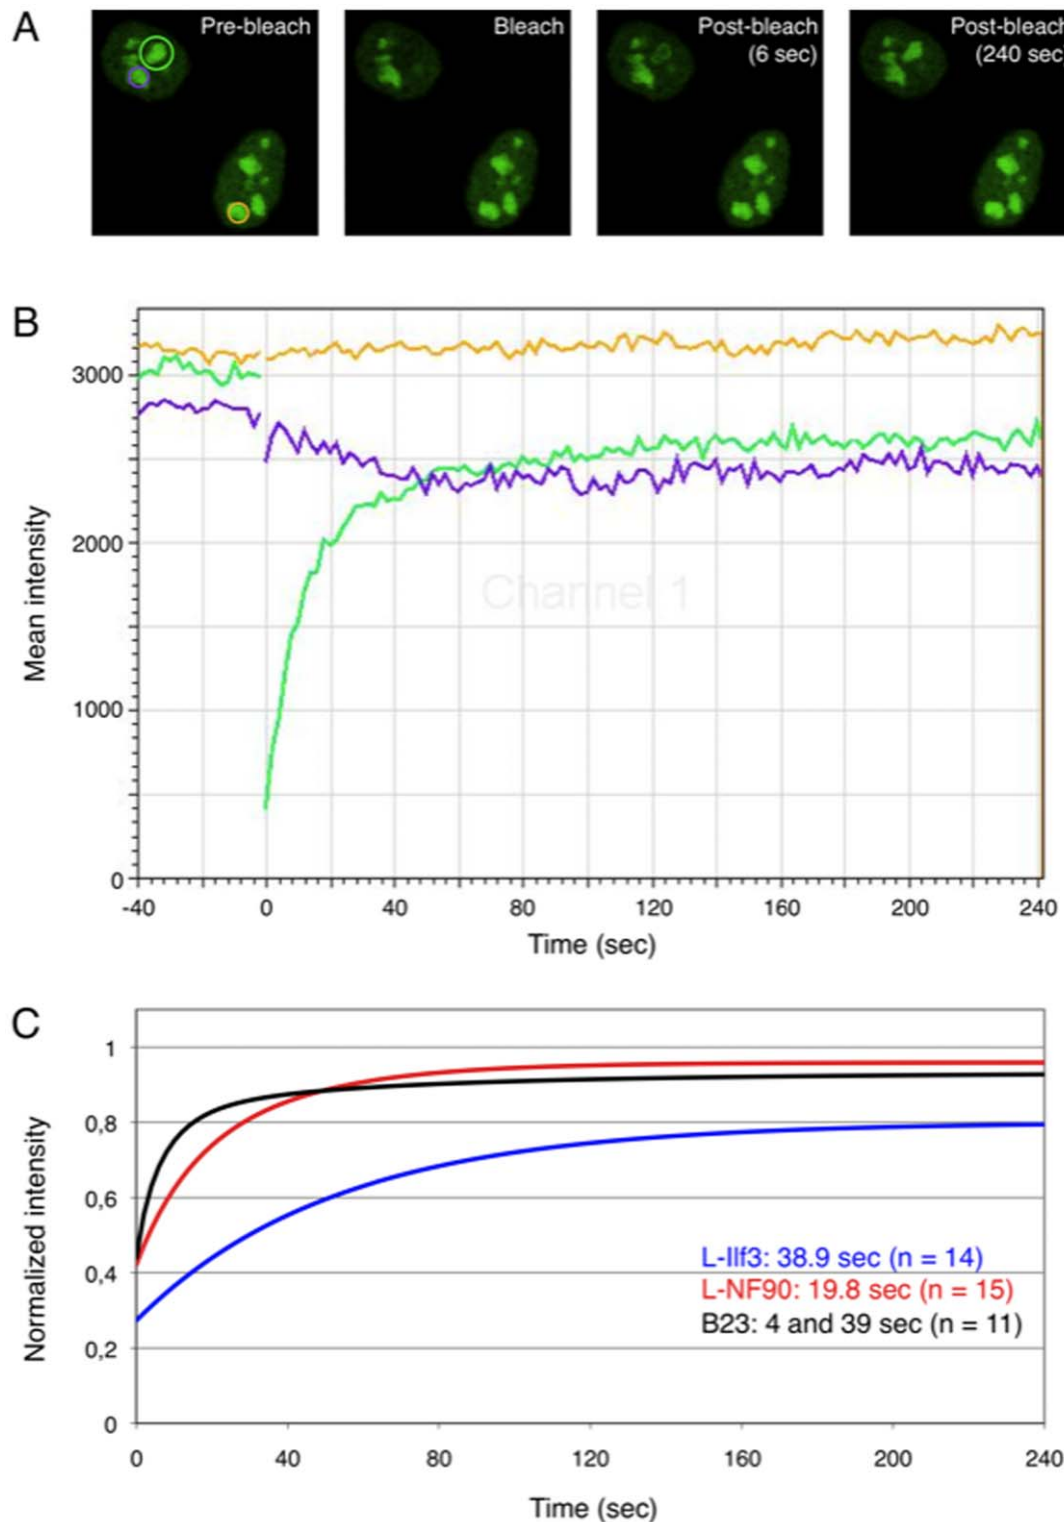 A
Pre-bleach
Bleach
Post-bleach
(6 sec)
Post-bleach
(240 sec
B
3000
2000
1000
0
Mean intensity
Channel 1
-40 0 40 80 120 160 200 240
Time (sec)
C
1
0,8
0,6
0,4
0,2
0
Normalized intensity
L-Ilf3: 38.9 sec (n = 14)
L-NF90: 19.8 sec (n = 15)
B23: 4 and 39 sec (n = 11)
0 40 80 120 160 200 240
Time (sec)